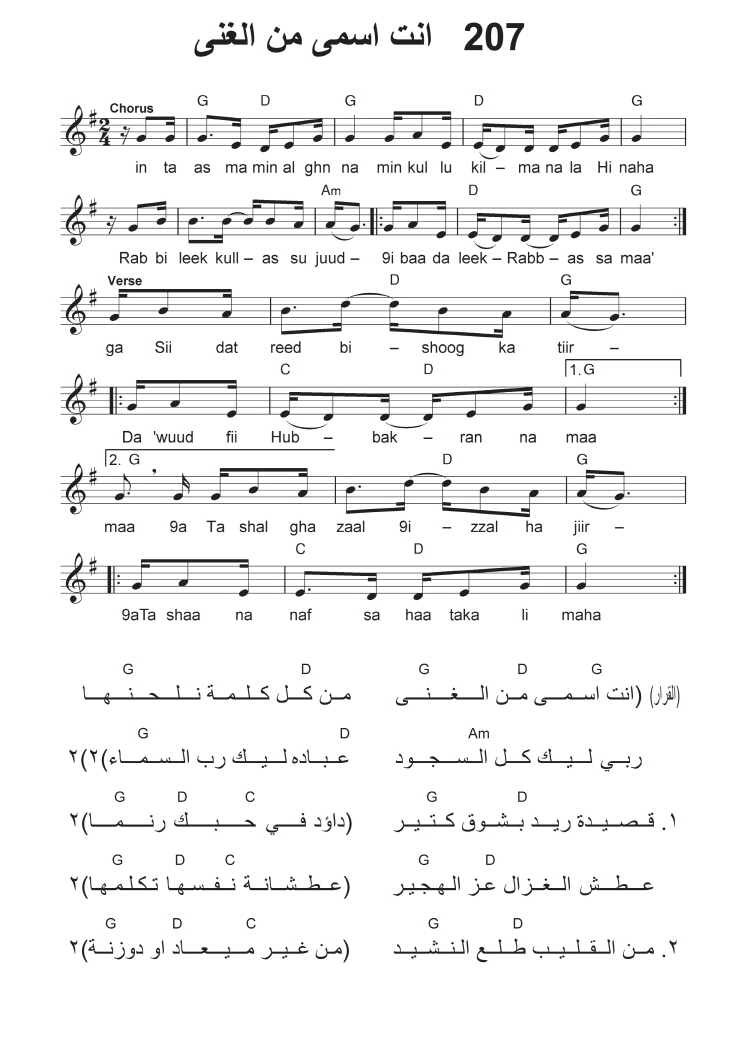 207 انت اسمى من الغنى
Chorus
G D G D G
in ta as ma min al ghn na min kul lu kil – ma na la Hi naha
Am D G
Rab bi leek kull – as su juud – 9i baa da leek – Rabb – as sa maa'
Verse D G
ga Sii dat reed bi – shoog ka tiir –
C D 1. G
Da 'wuud fii Hub – bak – ran na maa
2. G D G
maa 9a Ta shal gha zaal 9i – zzal ha jiir –
C D G
9aTa shaa na naf sa haa taka li maha
G D G G D
(القرار) (انت اسمى من الغنى من كل كلمة نلحنها
Am D G
ربي ليك كل السجود عباده ليك رب السماء)٢)٢
G D C D G
١. قصيدة ريد بشوق كتير (داؤد في حبك رنما)٢
G D C D G
عطش الغزال عز الهجير (عطشانة نفسها تكلمها)٢
G D C D G
٢. من القليب طلع النشيد (من غير ميعاد او دوزنة)٢